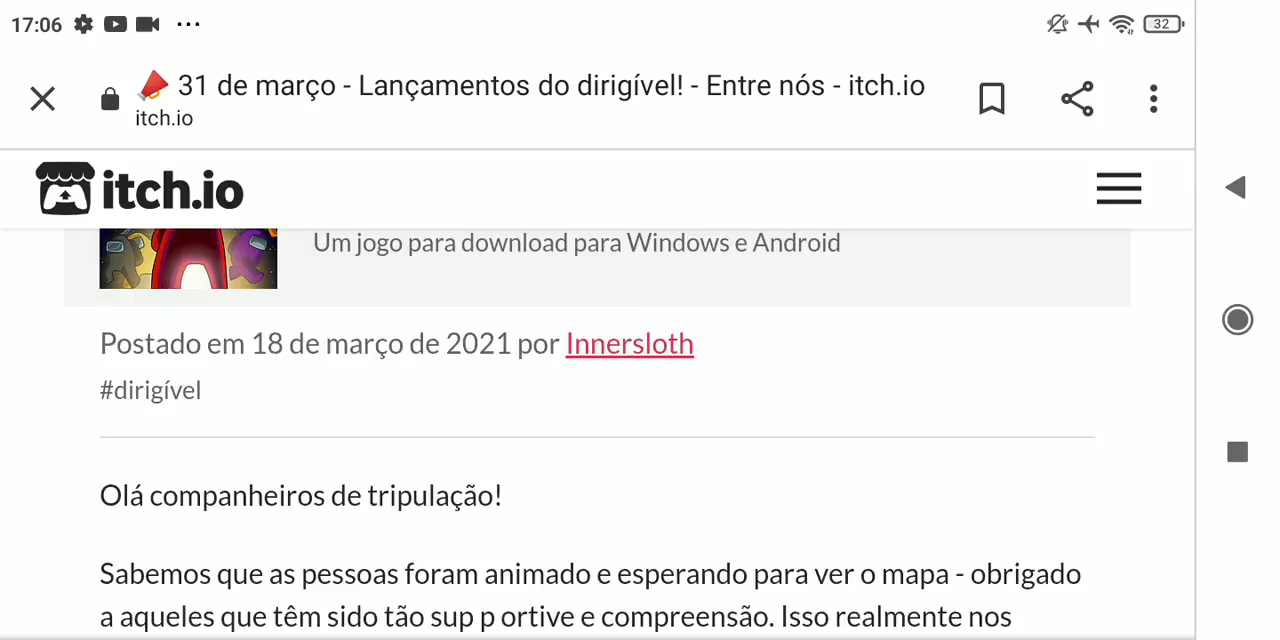 17:06
32
31 de março - Lançamentos do dirigível! - Entre nós - itch.io
itch.io
itch.io
Um jogo para download para Windows e Android
Postado em 18 de março de 2021 por Innersloth
#dirigível
Olá companheiros de tripulação!
Sabemos que as pessoas foram animado e esperando para ver o mapa - obrigado
a aqueles que têm sido tão sup p ortive e compreensão. Isso realmente nos